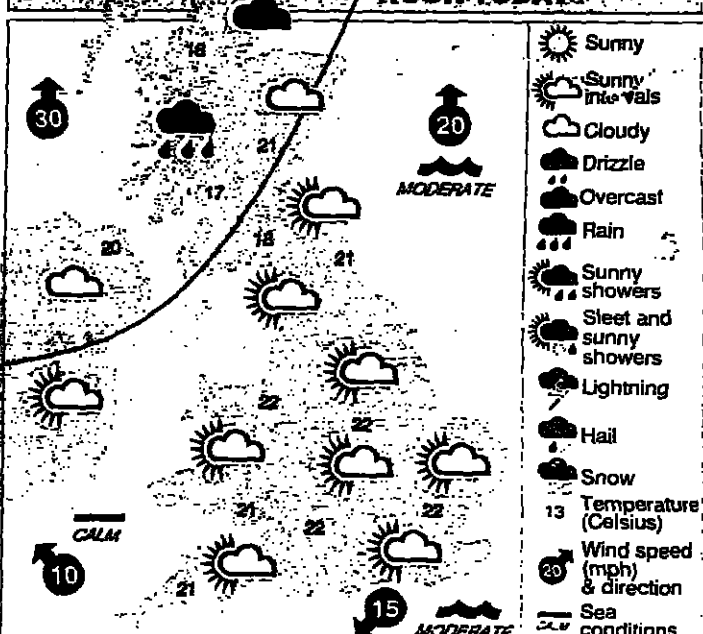 18
30
20
21
MODERATE
17
20
18
21
22
22
21
22
22
CALM
10
21
15
MODERATE
Sunny
Sunny intervals
Cloudy
Drizzle
Overcast
Rain
Sunny
showers
Sleet and
sunny
showers
Lightning
Hail
Snow
13 Temperature
(Celsius)
20 Wind speed
(mph)
& direction
Sea
conditions